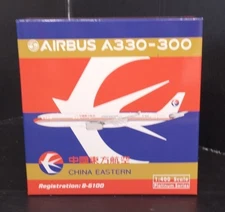 AIRBUS A330-300
中國東方航空
CHINA EASTERN
1:400 Scale
Platinum Series
Registration: B-6100